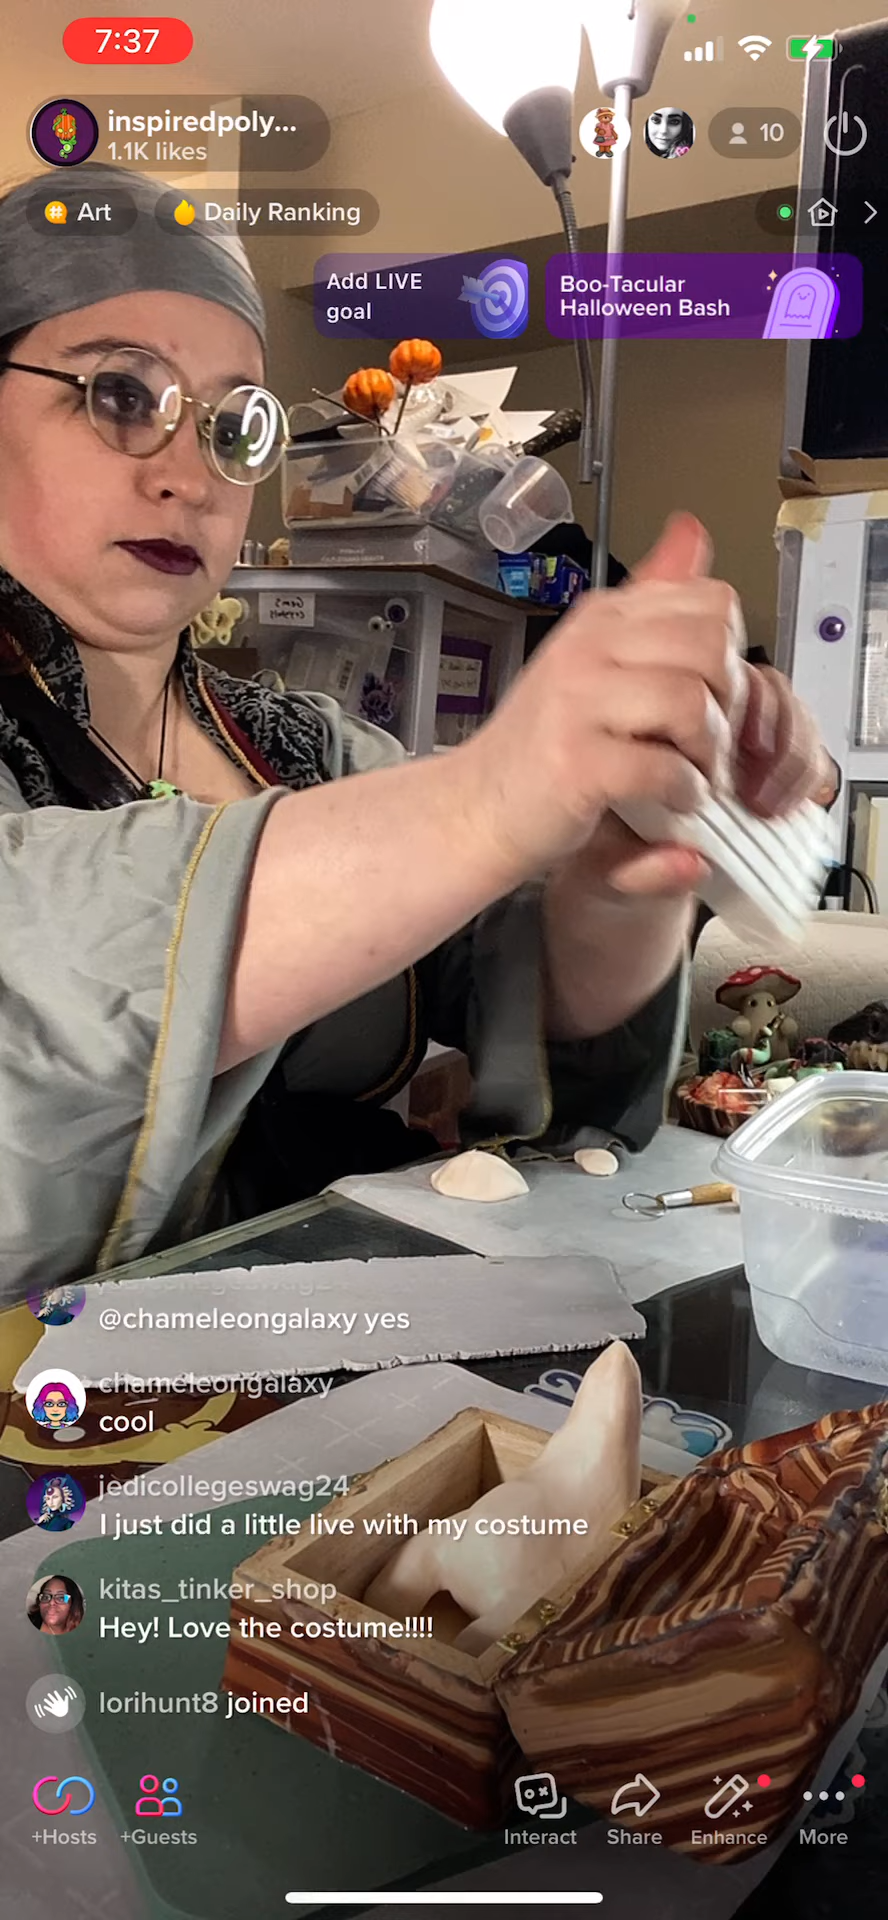 7:37
inspiredpoly...
1.1K likes
10
Art
Daily Ranking
Add LIVE
goal
Boo-Tacular
Halloween Bash
Gems
@chameleongalaxy yes
chameleongalaxy
cool
jedicollegeswag24
I just did a little live with my costume
kitas_tinker_shop
Hey! Love the costume!!!!
lorihunt8 joined
+Hosts
+Guests
Interact
Share
Enhance
More